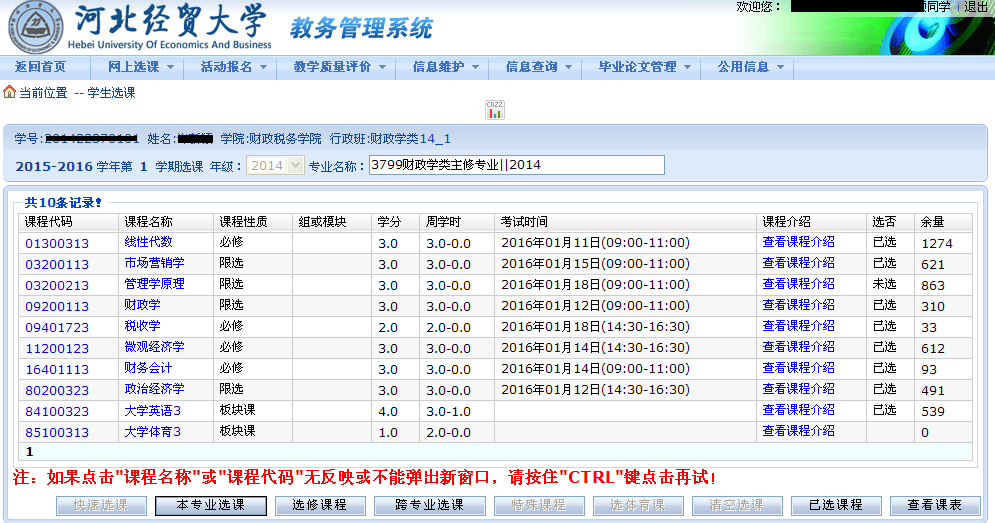 河北经贸大学 教务管理系统 欢迎您： 同学 | 退出
Hebei University Of Economics And Business
返回首页 网上选课 活动报名 教学质量评价 信息维护 信息查询 毕业论文管理 公用信息
当前位置 -- 学生选课
cnzz
学号: 姓名: 学院:财政税务学院 行政班:财政学类14_1
2015-2016 学年第 1 学期选课 年级： 2014 专业名称： 3799财政学类主修专业||2014
共10条记录!
课程代码 课程名称 课程性质 组或模块 学分 周学时 考试时间 课程介绍 选否 余量
01300313 线性代数 必修 3.0 3.0-0.0 2016年01月11日(09:00-11:00) 查看课程介绍 已选 1274
03200113 市场营销学 限选 3.0 3.0-0.0 2016年01月15日(09:00-11:00) 查看课程介绍 已选 621
03200213 管理学原理 限选 3.0 3.0-0.0 2016年01月18日(09:00-11:00) 查看课程介绍 未选 863
09200113 财政学 限选 3.0 3.0-0.0 2016年01月12日(09:00-11:00) 查看课程介绍 已选 310
09401723 税收学 必修 2.0 2.0-0.0 2016年01月18日(14:30-16:30) 查看课程介绍 已选 33
11200123 微观经济学 必修 3.0 3.0-0.0 2016年01月14日(14:30-16:30) 查看课程介绍 已选 612
16401113 财务会计 必修 3.0 3.0-0.0 2016年01月14日(09:00-11:00) 查看课程介绍 已选 93
80200323 政治经济学 限选 3.0 3.0-0.0 2016年01月12日(14:30-16:30) 查看课程介绍 已选 491
84100323 大学英语3 板块课 4.0 3.0-1.0 查看课程介绍 已选 539
85100313 大学体育3 板块课 1.0 2.0-0.0 查看课程介绍 0
1
注：如果点击"课程名称"或"课程代码"无反映或不能弹出新窗口，请按住"CTRL"键点击再试!
快速选课 本专业选课 选修课程 跨专业选课 特殊课程 选体育课 清空选课 已选课程 查看课表